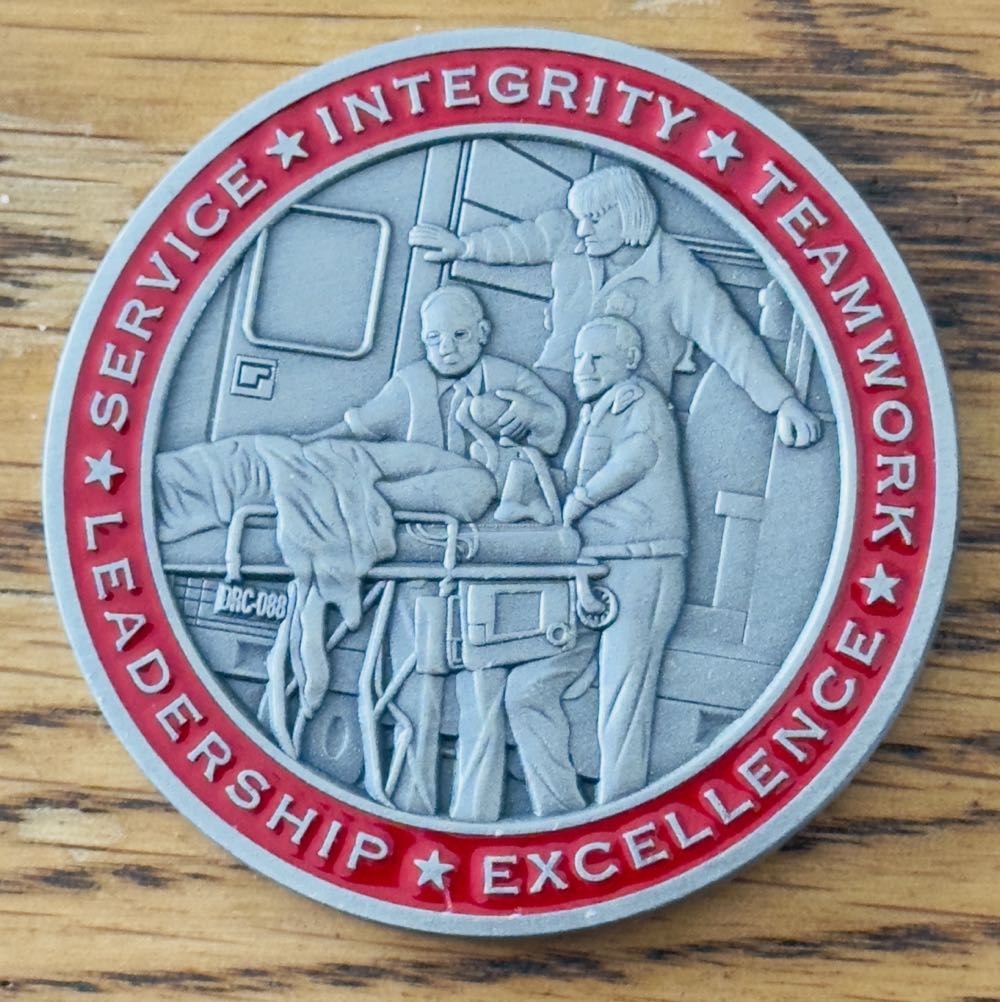 SERVICE ★ INTEGRITY ★ TEAMWORK ★ EXCELLENCE ★ LEADERSHIP ★
DRC-088